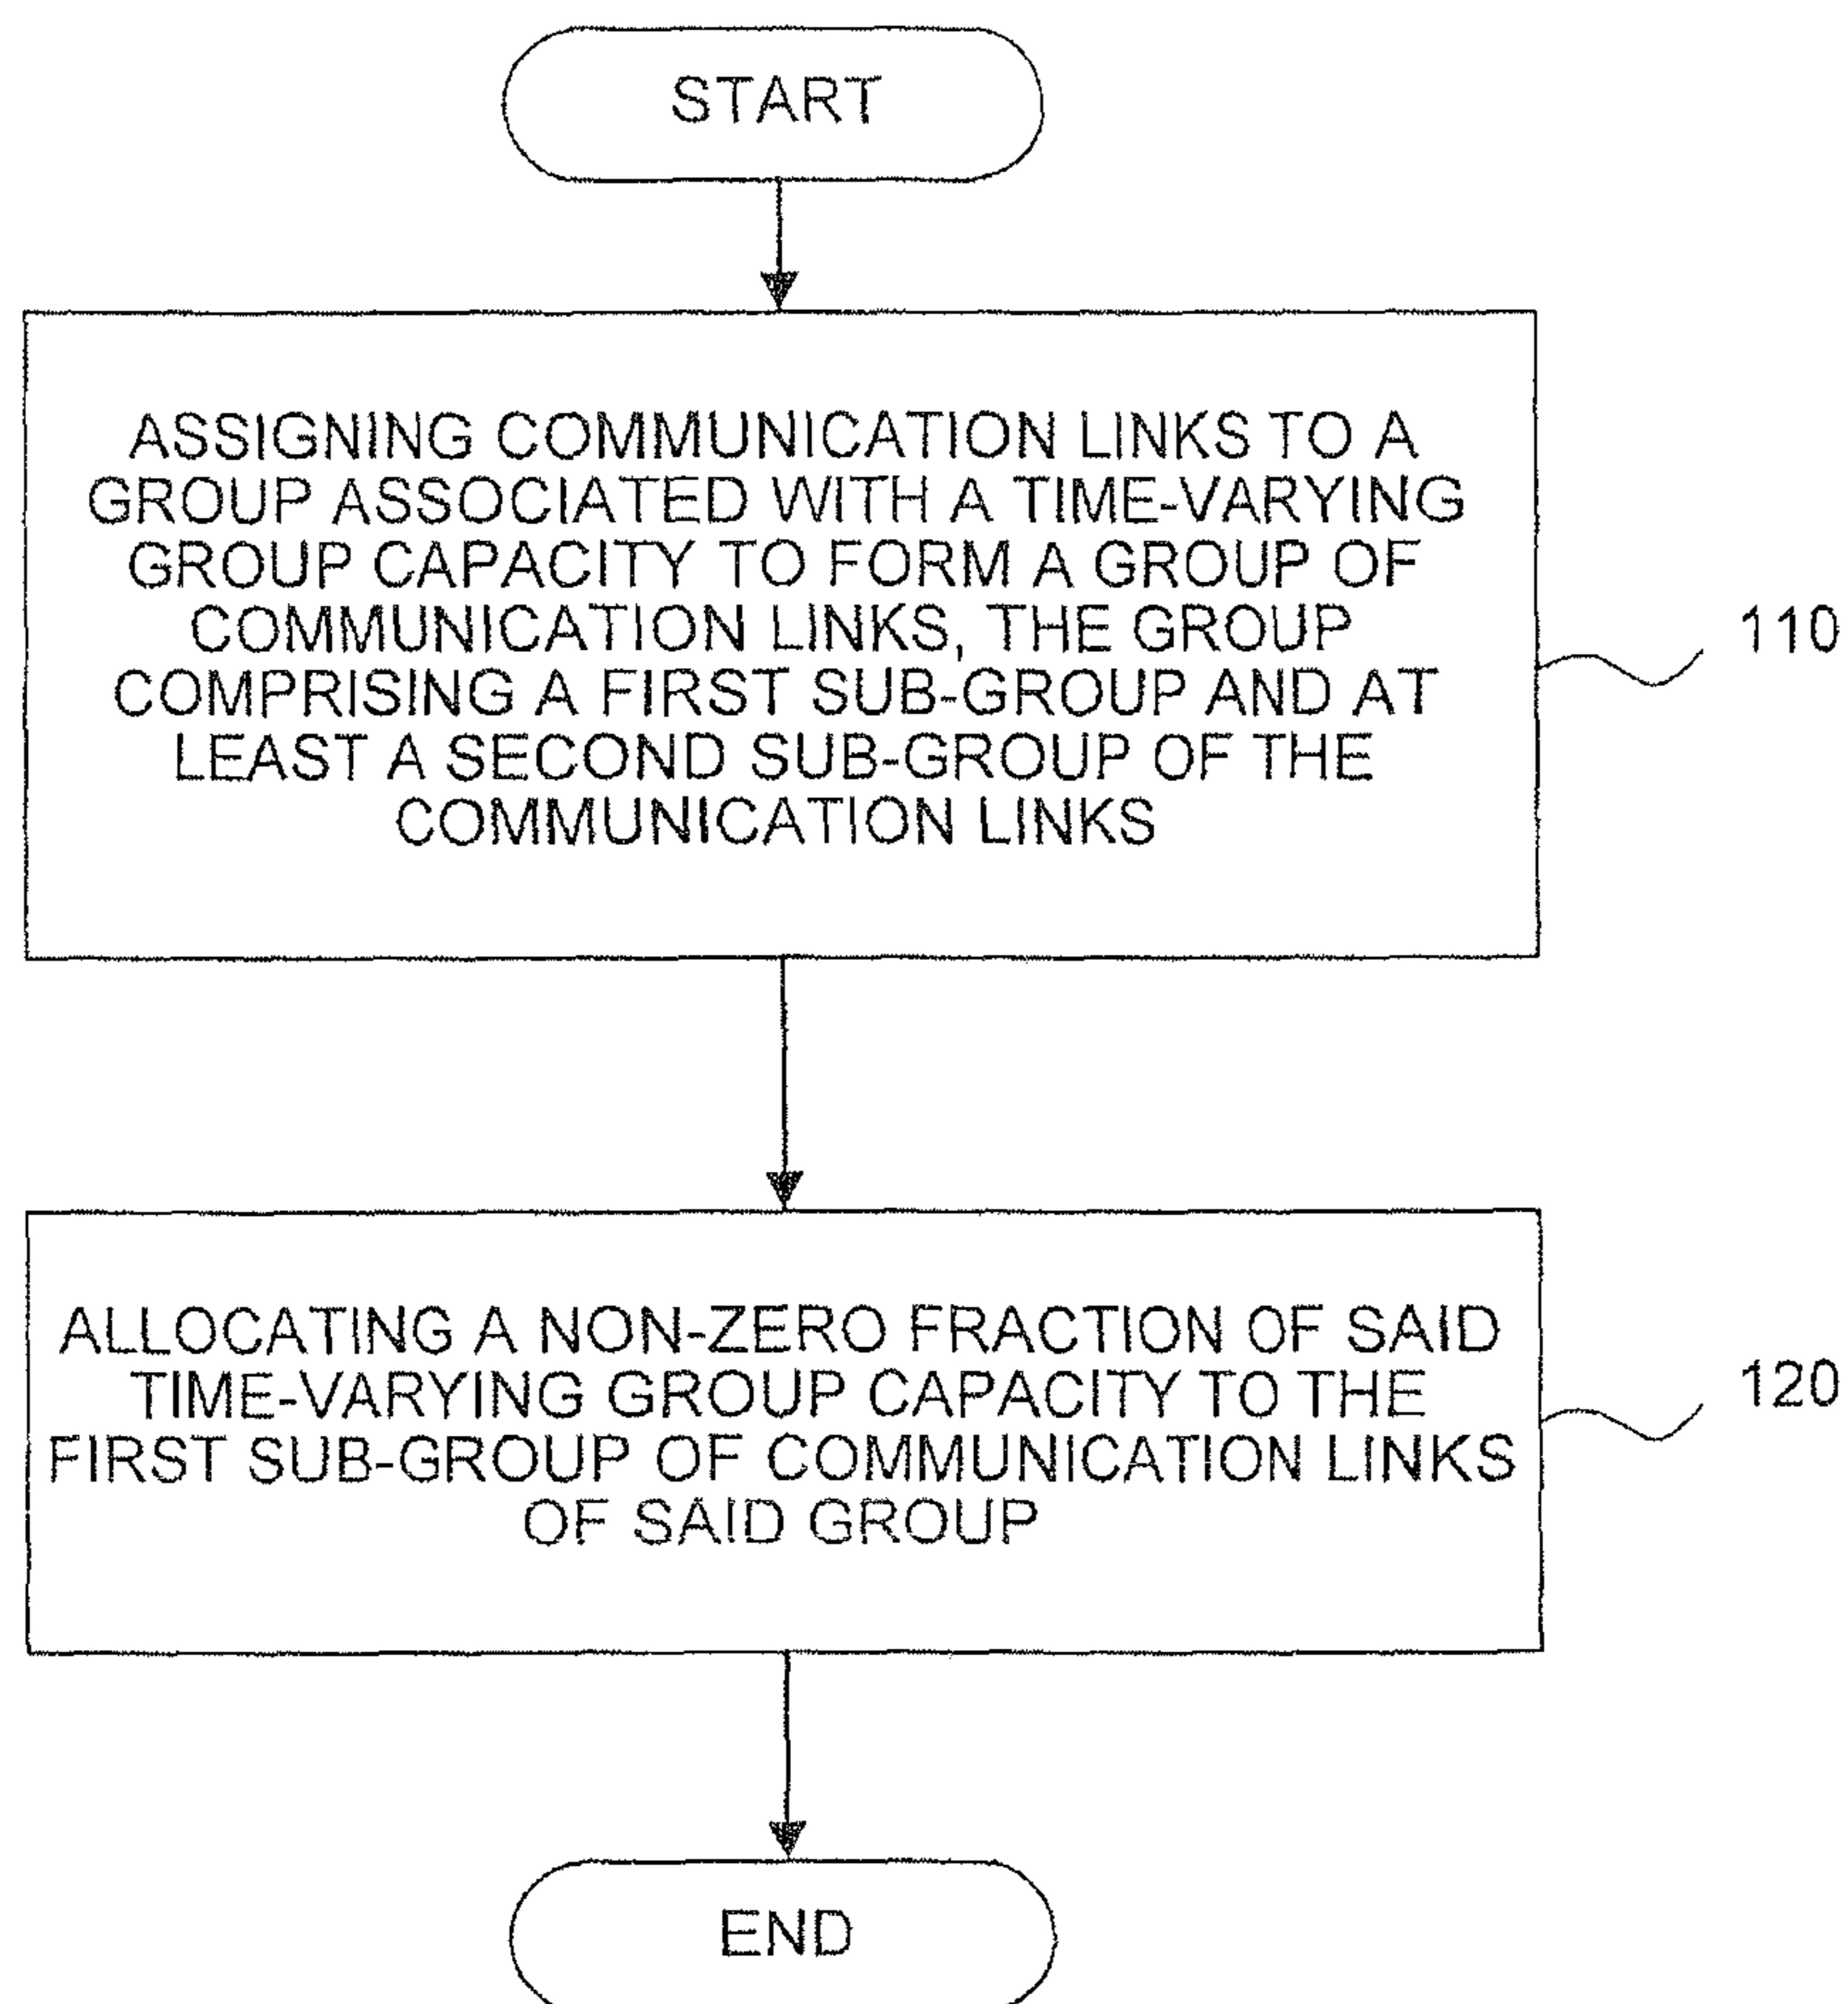 START
ASSIGNING COMMUNICATION LINKS TO A
GROUP ASSOCIATED WITH A TIME-VARYING
GROUP CAPACITY TO FORM A GROUP OF
COMMUNICATION LINKS, THE GROUP
COMPRISING A FIRST SUB-GROUP AND AT
LEAST A SECOND SUB-GROUP OF THE
COMMUNICATION LINKS
110
ALLOCATING A NON-ZERO FRACTION OF SAID
TIME-VARYING GROUP CAPACITY TO THE
FIRST SUB-GROUP OF COMMUNICATION LINKS
OF SAID GROUP
120
END